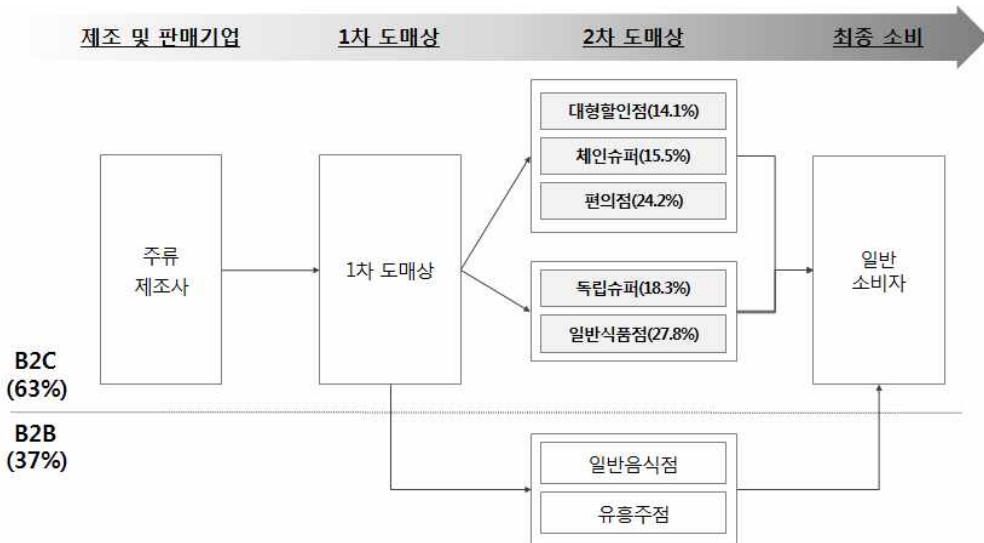 제조 및 판매기업
1차 도매상
2차 도매상
최종 소비
대형할인점(14.1%)
체인슈퍼(15.5%)
편의점(24.2%)
주류
제조사
1차 도매상
독립슈퍼(18.3%)
일반식품점(27.8%)
일반
소비자
B2C
(63%)
B2B
(37%)
일반음식점
유흥주점